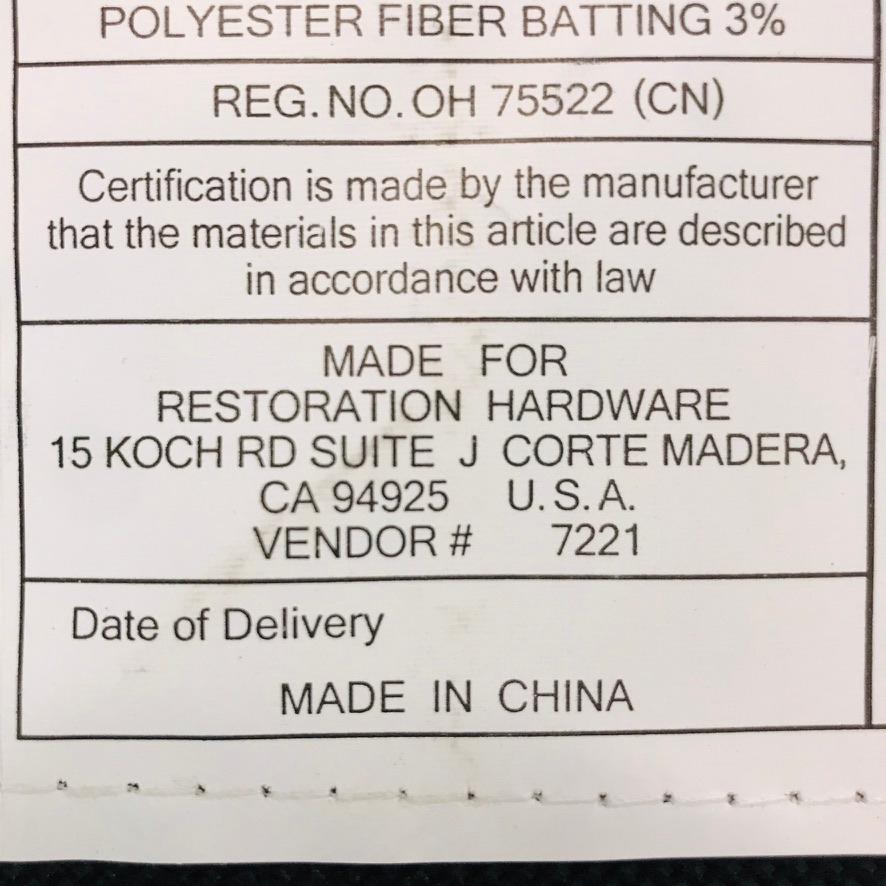 POLYESTER FIBER BATTING 3%
REG. NO. OH 75522 (CN)
Certification is made by the manufacturer
that the materials in this article are described
in accordance with law
MADE FOR
RESTORATION HARDWARE
15 KOCH RD SUITE J CORTE MADERA,
CA 94925 U.S.A.
VENDOR # 7221
Date of Delivery
MADE IN CHINA